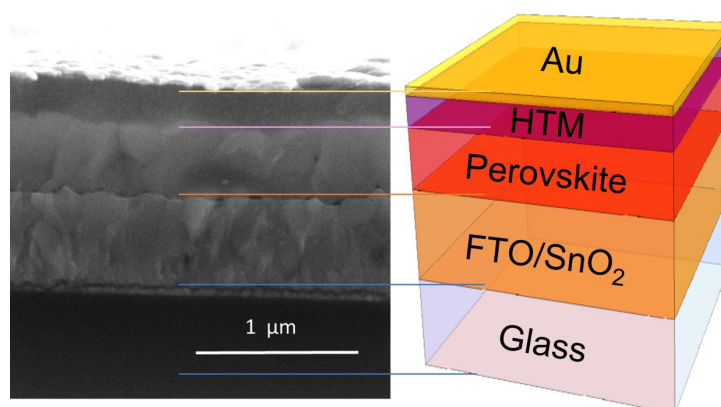 Au
HTM
Perovskite
FTO/SnO₂
1 μm
Glass